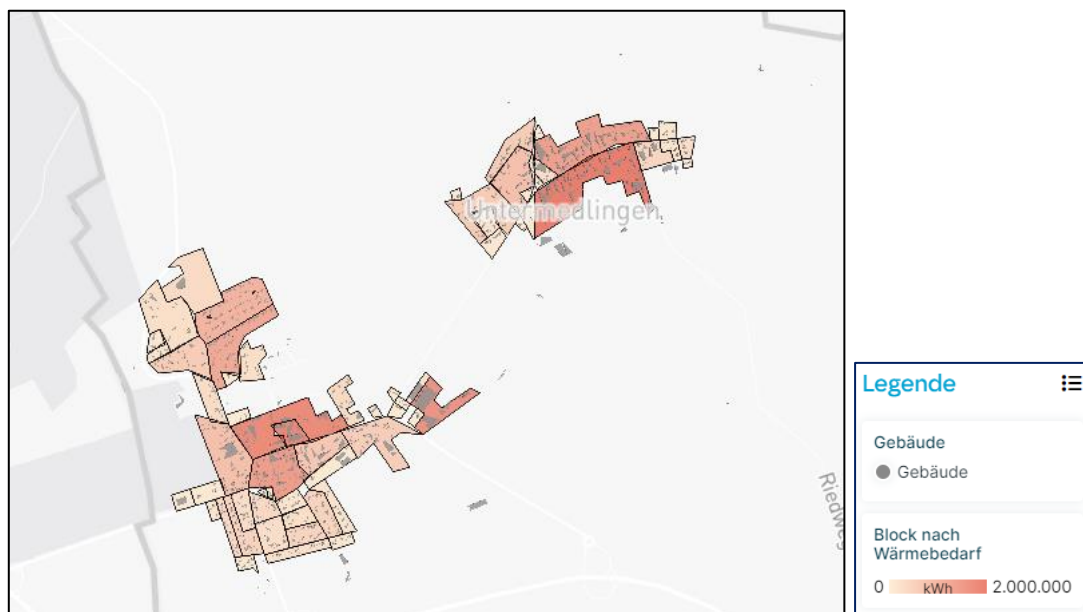 Untermedlingen
Riedweg
Legende
Gebäude
Gebäude
Block nach
Wärmebedarf
0 kWh 2.000.000